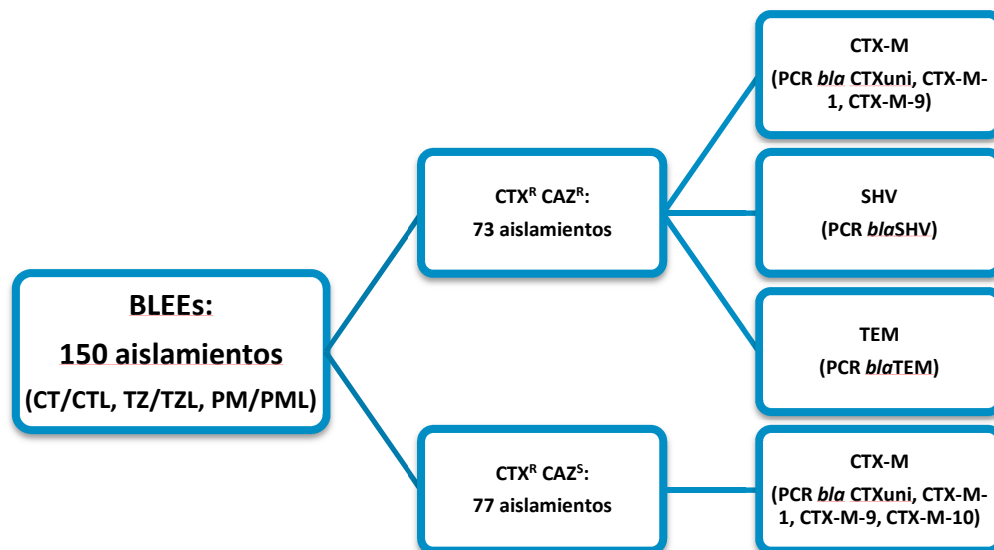 BLEEs:
150 aislamientos
(CT/CTL, TZ/TZL, PM/PML)
CTXᴿ CAZᴿ:
73 aislamientos
CTX-M
(PCR bla CTXuni, CTX-M-
1, CTX-M-9)
SHV
(PCR blaSHV)
TEM
(PCR blaTEM)
CTXᴿ CAZˢ:
77 aislamientos
CTX-M
(PCR bla CTXuni, CTX-M-
1, CTX-M-9, CTX-M-10)